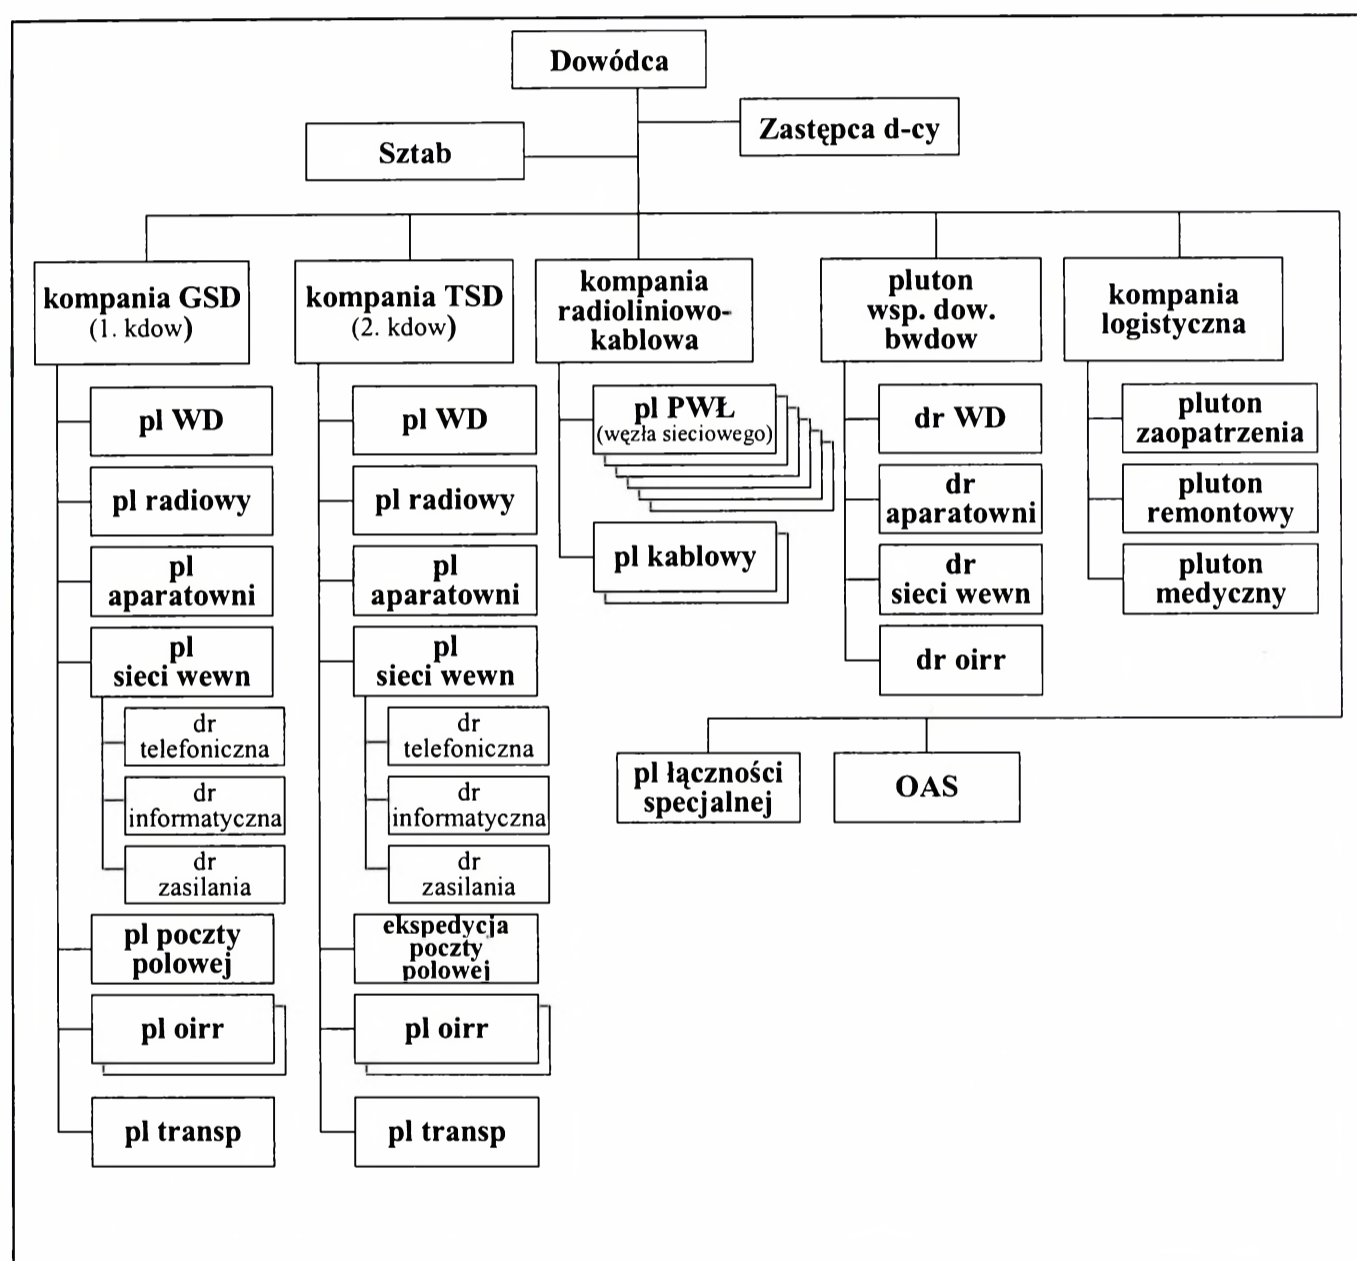 Dowódca
Zastępca d-cy
Sztab
kompania GSD
(1. kdow)
kompania TSD
(2. kdow)
kompania
radioliniowo-
kablowa
pluton
wsp. dow.
bwdow
kompania
logistyczna
pl WD
pl radiowy
pl
aparatowni
pl
sieci wewn
dr
telefoniczna
dr
informatyczna
dr
zasilania
pl poczty
polowej
pl oirr
pl transp
pl WD
pl radiowy
pl
aparatowni
pl
sieci wewn
dr
telefoniczna
dr
informatyczna
dr
zasilania
ekspedycja
poczty
polowej
pl oirr
pl transp
pl PWŁ
(węzła sieciowego)
pl kablowy
dr WD
dr
aparatowni
dr
sieci wewn
dr oirr
pluton
zaopatrzenia
pluton
remontowy
pluton
medyczny
pl łączności
specjalnej
OAS